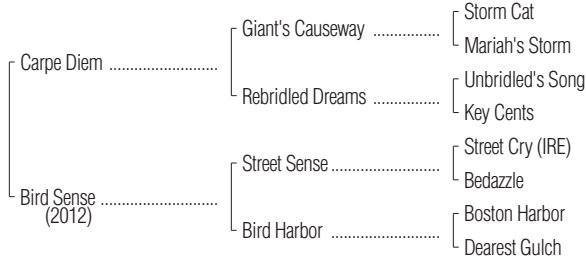 Storm Cat
Giant's Causeway ................
Mariah's Storm
Carpe Diem ..........................
Unbridled's Song
Rebridled Dreams ................
Key Cents
Street Cry (IRE)
Street Sense ..........................
Bedazzle
Bird Sense ............................
(2012)
Boston Harbor
Bird Harbor ..........................
Dearest Gulch